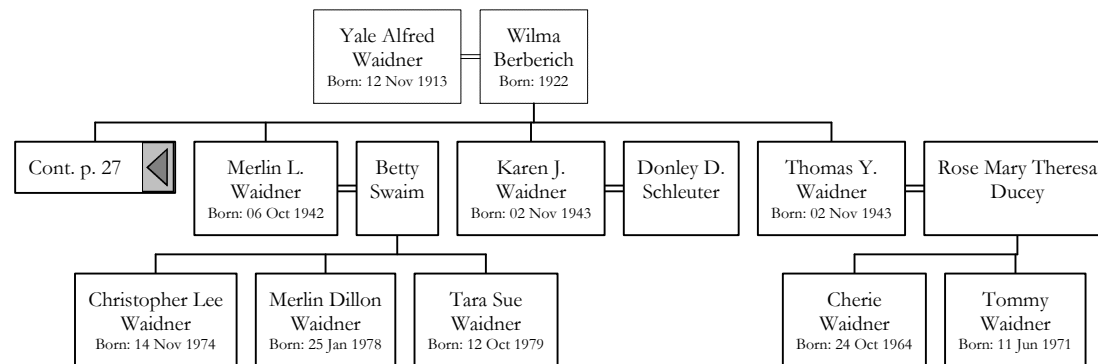 Yale Alfred
Waidner
Born: 12 Nov 1913
Wilma
Berberich
Born: 1922
Cont. p. 27
Merlin L.
Waidner
Born: 06 Oct 1942
Betty
Swaim
Karen J.
Waidner
Born: 02 Nov 1943
Donley D.
Schleuter
Thomas Y.
Waidner
Born: 02 Nov 1943
Rose Mary Theresa
Ducey
Christopher Lee
Waidner
Born: 14 Nov 1974
Merlin Dillon
Waidner
Born: 25 Jan 1978
Tara Sue
Waidner
Born: 12 Oct 1979
Cherie
Waidner
Born: 24 Oct 1964
Tommy
Waidner
Born: 11 Jun 1971